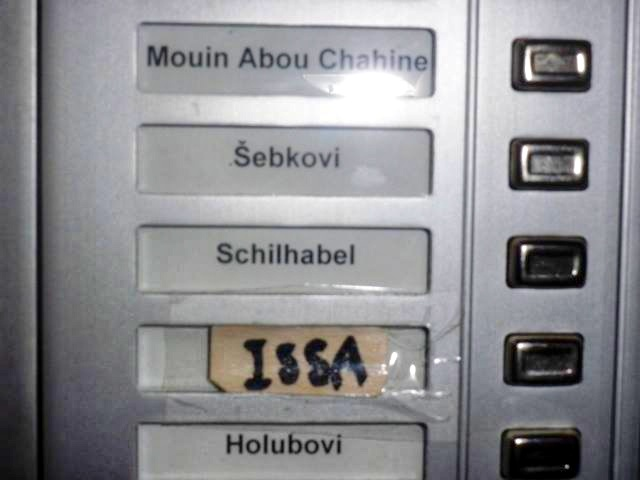 Mouin Abou Chahine
Šebkovi
Schilhabel
ISSA
Holubovi